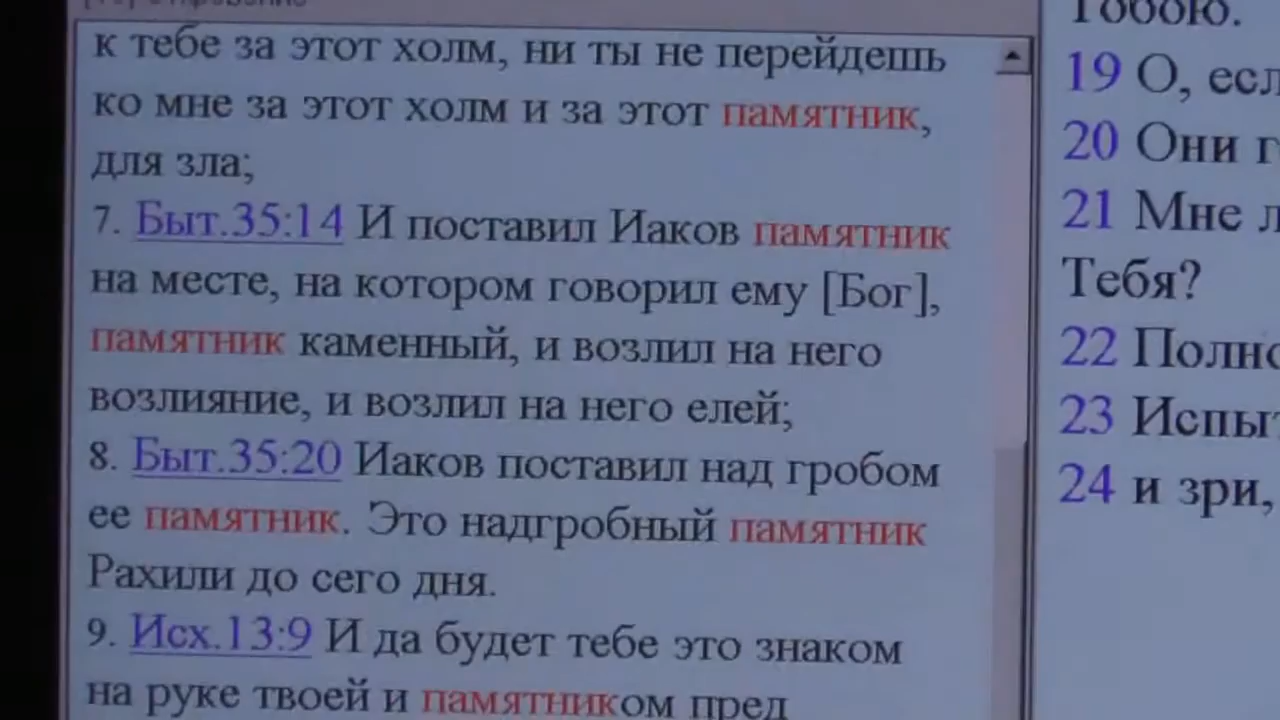 к тебе за этот холм, ни ты не перейдешь
ко мне за этот холм и за этот памятник,
для зла;
7. Быт.35:14 И поставил Иаков памятник
на месте, на котором говорил ему [Бог],
памятник каменный, и возлил на него
возлияние, и возлил на него елей;
8. Быт.35:20 Иаков поставил над гробом
ее памятник. Это надгробный памятник
Рахили до сего дня.
9. Исх.13:9 И да будет тебе это знаком
на руке твоей и памятником пред
Тобою.
19 О, есл
20 Они г
21 Мне л
Тебя?
22 Полно
23 Испыт
24 и зри,